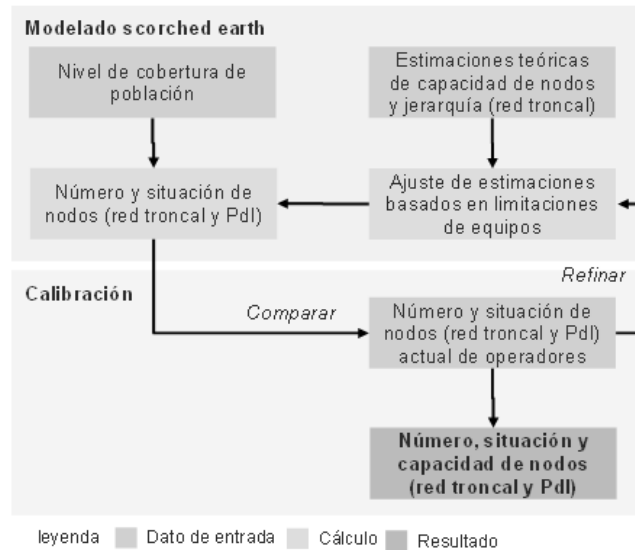 Modelado scorched earth
Nivel de cobertura de
población
Estimaciones teóricas
de capacidad de nodos
y jerarquía (red troncal)
Número y situación de
nodos (red troncal y PdI)
Ajuste de estimaciones
basados en limitaciones
de equipos
Refinar
Calibración
Comparar
Número y situación de
nodos (red troncal y PdI)
actual de operadores
Número, situación y
capacidad de nodos
(red troncal y PdI)
leyenda
Dato de entrada
Cálculo
Resultado